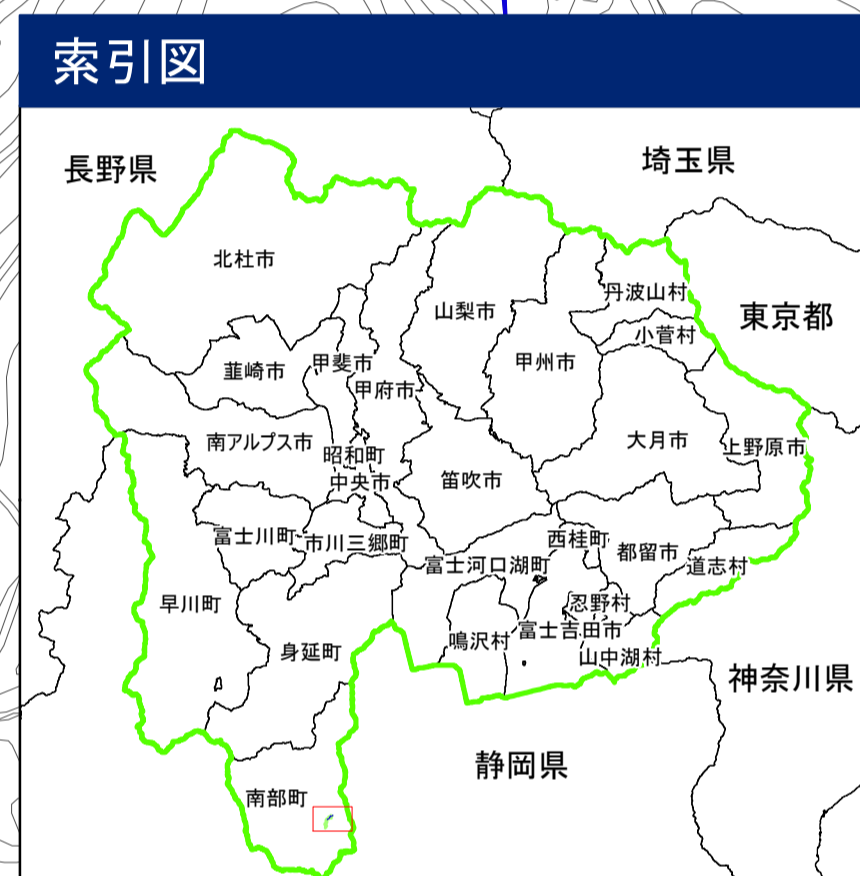 索引図
長野県
埼玉県
北杜市
丹波山村
山梨市
東京都
小菅村
甲斐市
甲州市
韮崎市
甲府市
南アルプス市
大月市
上野原市
昭和町
中央市
笛吹市
富士川町
市川三郷町
西桂町
都留市
富士河口湖町
道志村
早川町
忍野村
富士吉田市
鳴沢村
身延町
山中湖村
神奈川県
静岡県
南部町